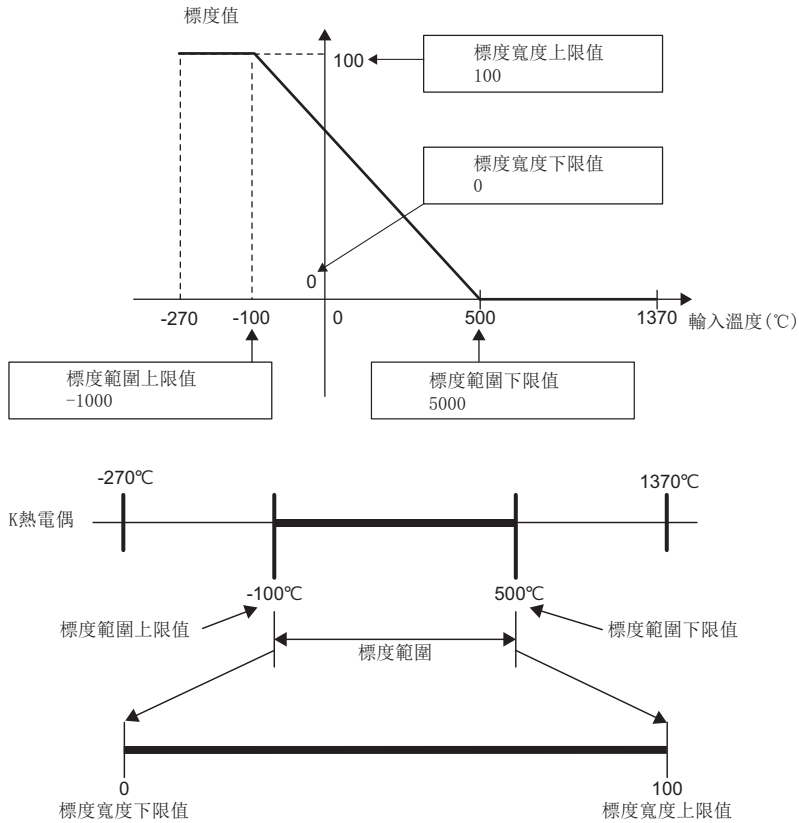 標度值
100
標度寬度上限值
100
標度寬度下限值
0
0
-270
-100
0
500
1370
輸入溫度(℃)
標度範圍上限值
-1000
標度範圍下限值
5000
-270℃
1370℃
K熱電偶
-100℃
500℃
標度範圍上限值
標度範圍下限值
標度範圍
0
100
標度寬度下限值
標度寬度上限值